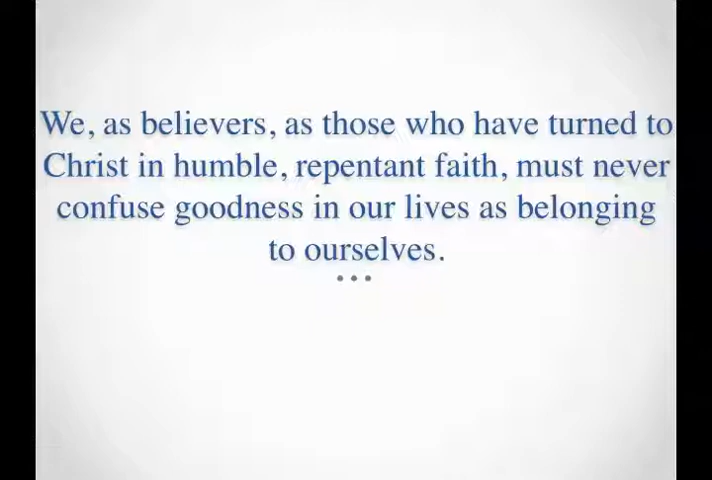 We, as believers, as those who have turned to
Christ in humble, repentant faith, must never
confuse goodness in our lives as belonging
to ourselves.